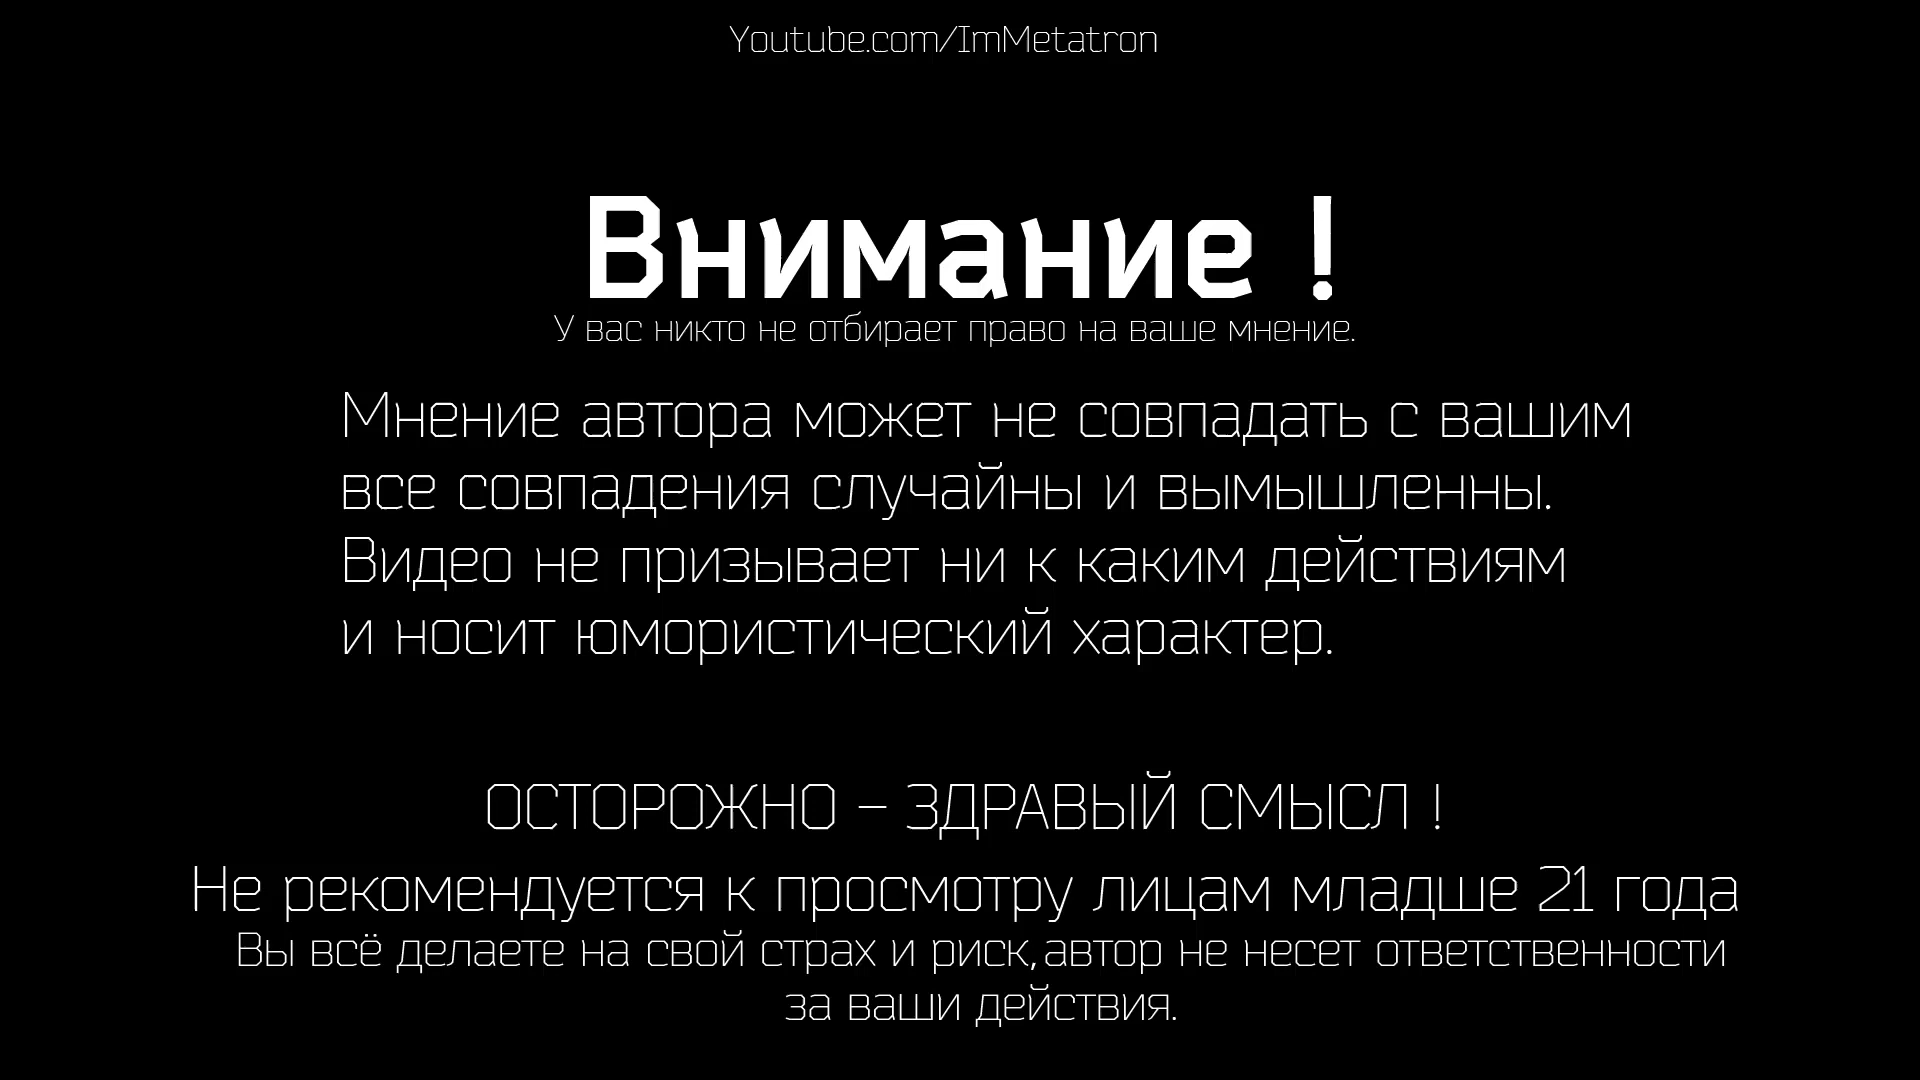 Youtube.com/ImMetatron
Внимание !
У вас никто не отбирает право на ваше мнение.
Мнение автора может не совпадать с вашим
все совпадения случайны и вымышленны.
Видео не призывает ни к каким действиям
и носит юмористический характер.
ОСТОРОЖНО – ЗДРАВЫЙ СМЫСЛ !
Не рекомендуется к просмотру лицам младше 21 года
Вы всё делаете на свой страх и риск, автор не несет ответственности
за ваши действия.